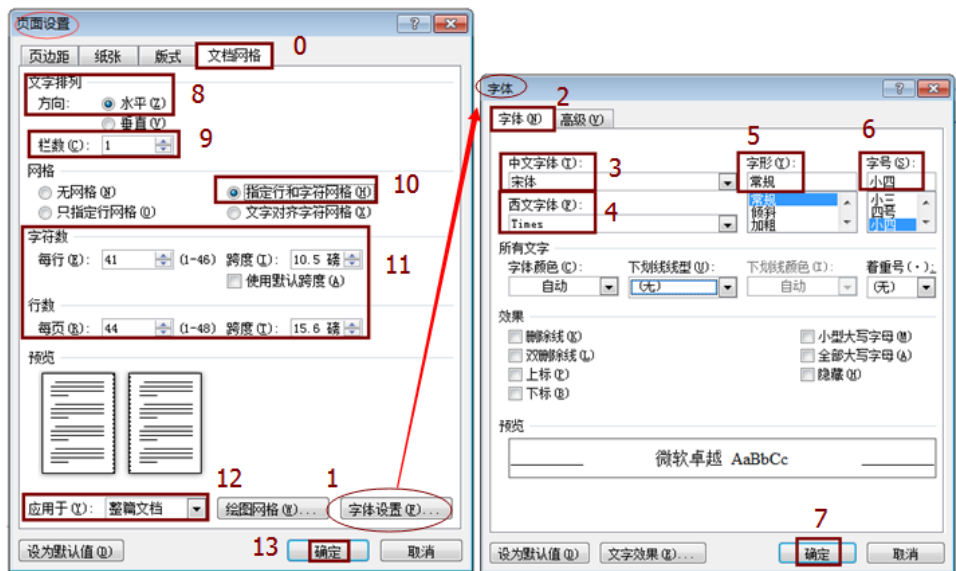 页面设置
页边距 纸张 版式 文档网格 0
文字排列
方向: 水平(Z) 8
垂直(V)
栏数(C): 1 9
网格
无网格(N) 指定行和字符网格(H) 10
只指定行网格(O) 文字对齐字符网格(X)
字符数
每行(E): 41 (1-46) 跨度(I): 10.5 磅 11
使用默认跨度(A)
行数
每页(R): 44 (1-48) 跨度(T): 15.6 磅
预览
12 1
应用于(Y): 整篇文档 绘图网格(W)... 字体设置(F)...
设为默认值(D) 13 确定 取消
字体
字体(N) 2 高级(V)
中文字体(T): 3 字形(Y): 5 字号(S): 6
宋体 常规 小四
西文字体(F): 4 常规 小三
Times 倾斜 四号
加粗 小四
所有文字
字体颜色(C): 下划线线型(U): 下划线颜色(I): 着重号(·):
自动 (无) 自动 (无)
效果
删除线(K) 小型大写字母(M)
双删除线(L) 全部大写字母(A)
上标(P) 隐藏(H)
下标(B)
预览
微软卓越 AaBbCc
7
设为默认值(D) 文字效果(E)... 确定 取消